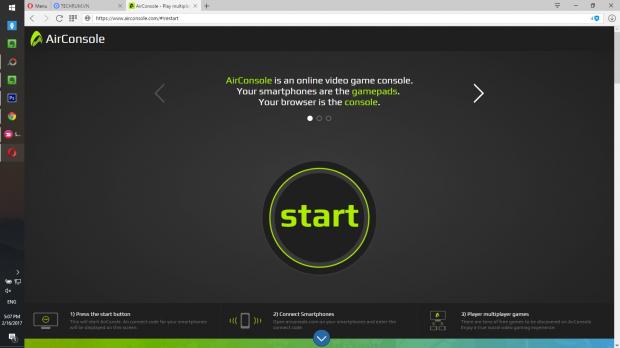 Menu
TECHRUM.VN
AirConsole - Play multiple
https://www.airconsole.com/#!restart
AirConsole
AirConsole is an online video game console.
Your smartphones are the gamepads.
Your browser is the console.
start
1) Press the start button
This will start AirConsole. An connect code for your smartphones
will be displayed on this screen.
2) Connect Smartphones
Open airconsole.com on your smartphones and enter the
connect code.
3) Player multiplayer games
There are tons of free games to be discovered on AirConsole.
Enjoy a true social video gaming experience.
ENG
5:07 PM
2/16/2017